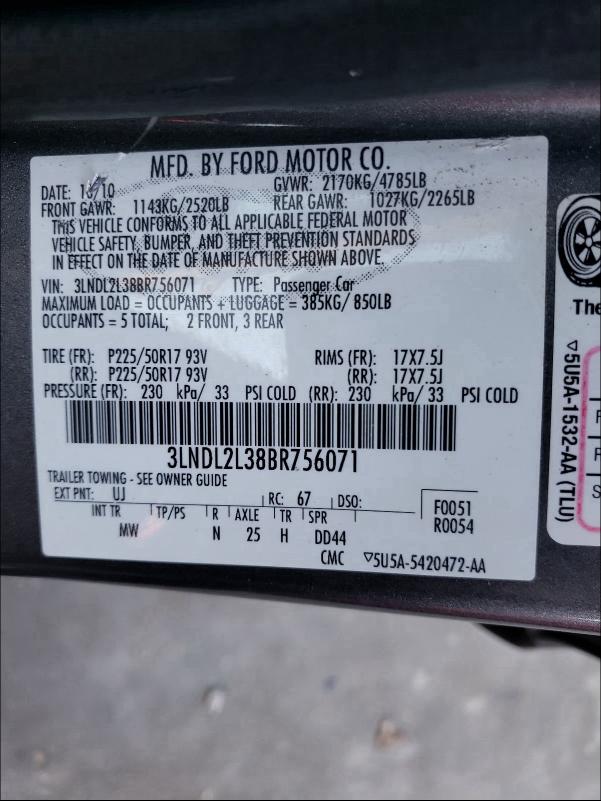 MFD. BY FORD MOTOR CO.
DATE: 10/10 GVWR: 2170KG/4785LB
FRONT GAWR: 1143KG/2520LB REAR GAWR: 1027KG/2265LB
THIS VEHICLE CONFORMS TO ALL APPLICABLE FEDERAL MOTOR
VEHICLE SAFETY, BUMPER, AND THEFT PREVENTION STANDARDS
IN EFFECT ON THE DATE OF MANUFACTURE SHOWN ABOVE.
VIN: 3LNDL2L38BR756071 TYPE: Passenger Car
MAXIMUM LOAD = OCCUPANTS + LUGGAGE = 385KG/ 850LB
OCCUPANTS = 5 TOTAL; 2 FRONT, 3 REAR
TIRE (FR): P225/50R17 93V RIMS (FR): 17X7.5J
(RR): P225/50R17 93V (RR): 17X7.5J
PRESSURE (FR): 230 kPa/ 33 PSI COLD (RR): 230 kPa/ 33 PSI COLD
3LNDL2L38BR756071
TRAILER TOWING - SEE OWNER GUIDE
EXT PNT: UJ RC: 67 DSO: F0051
INT TR TP/PS R AXLE TR SPR R0054
MW N 25 H DD44
CMC ▽5U5A-5420472-AA
The
▽5U5A-1532-AA (TLU)